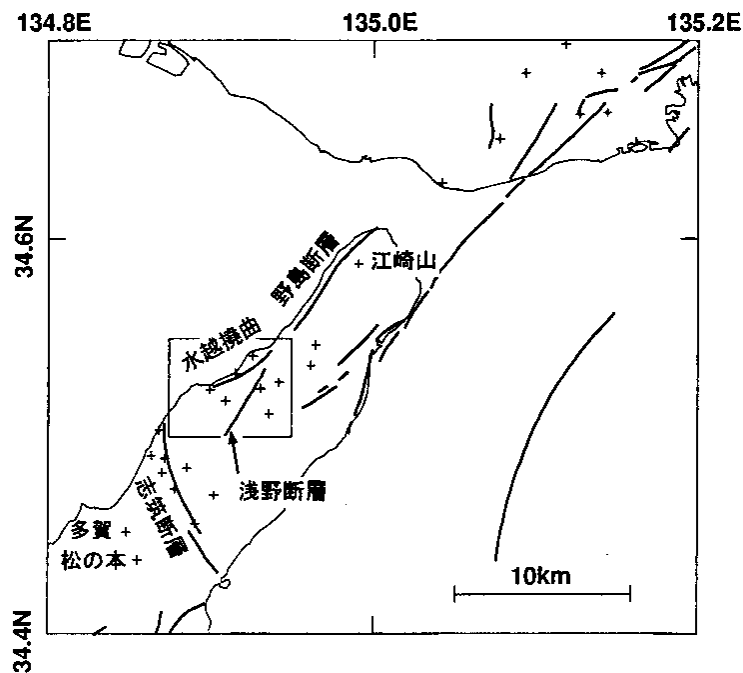 134.8E
135.0E
135.2E
34.6N
34.4N
野島断層
江崎山
水越撓曲
浅野断層
志筑断層
多賀
松の本
10km